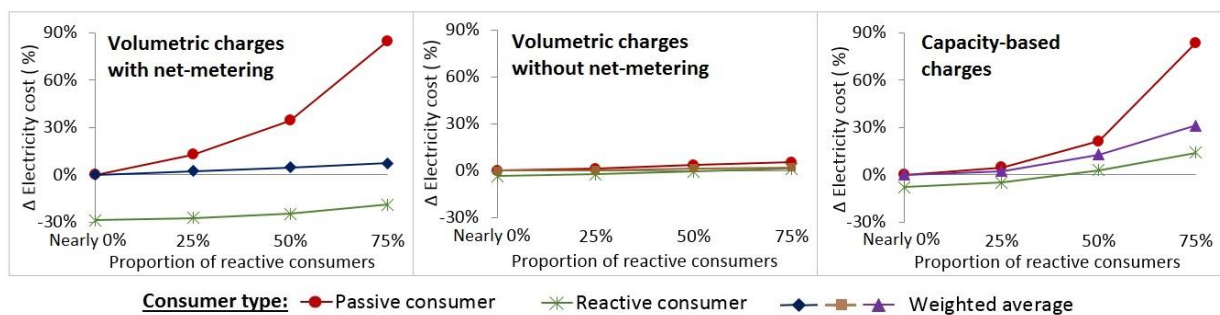 Δ Electricity cost ( %)
90%
60%
30%
0%
-30%
Volumetric charges
with net-metering
Nearly 0% 25% 50% 75%
Proportion of reactive consumers
Δ Electricity cost ( %)
90%
60%
30%
0%
-30%
Volumetric charges
without net-metering
Nearly 0% 25% 50% 75%
Proportion of reactive consumers
Δ Electricity cost ( %)
90%
60%
30%
0%
-30%
Capacity-based
charges
Nearly 0% 25% 50% 75%
Proportion of reactive consumers
Consumer type: Passive consumer Reactive consumer Weighted average